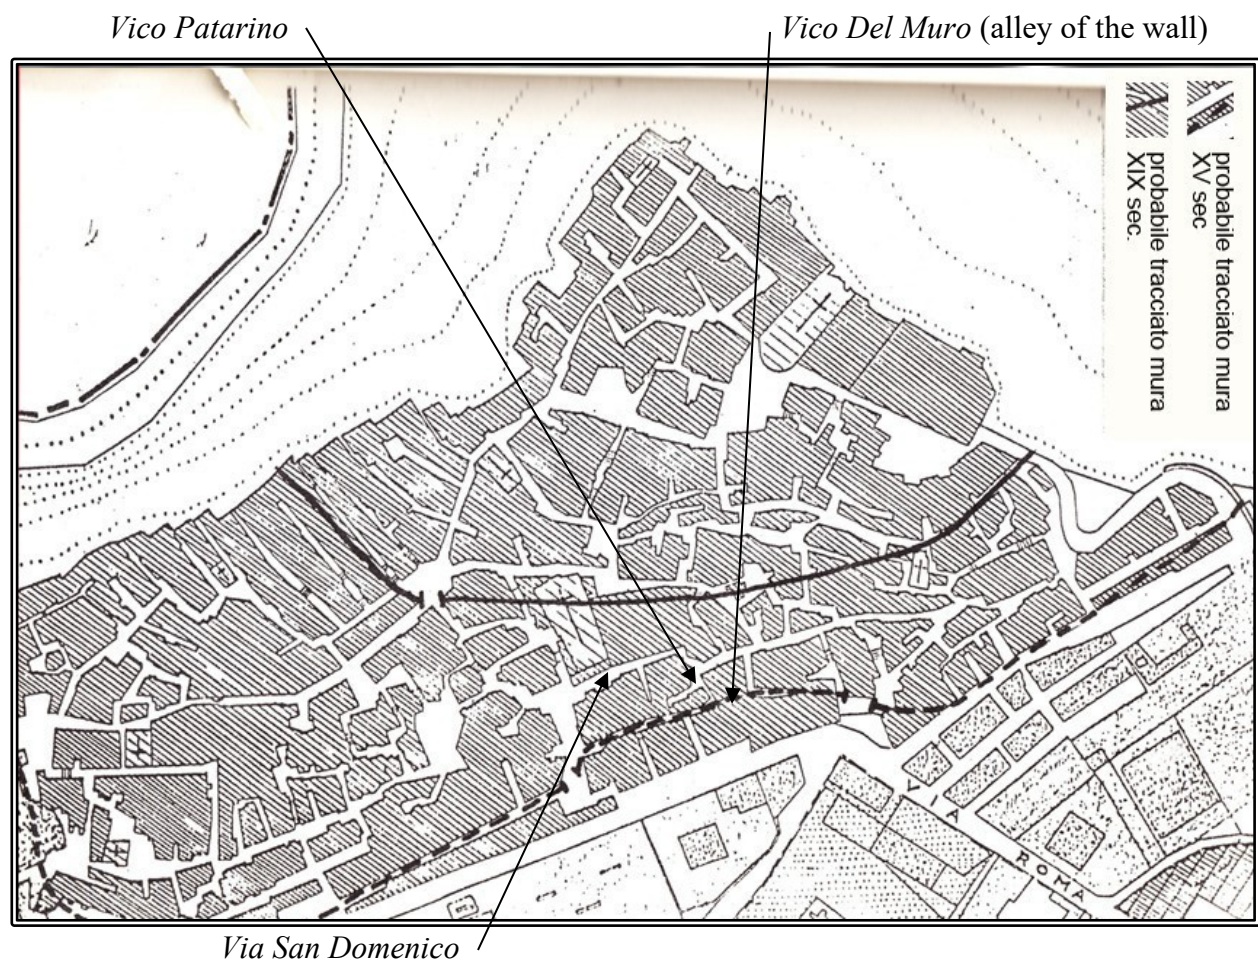 Vico Patarino
Vico Del Muro (alley of the wall)
probabile tracciato mura
XV sec
probabile tracciato mura
XIX sec.
VIA ROMA
Via San Domenico